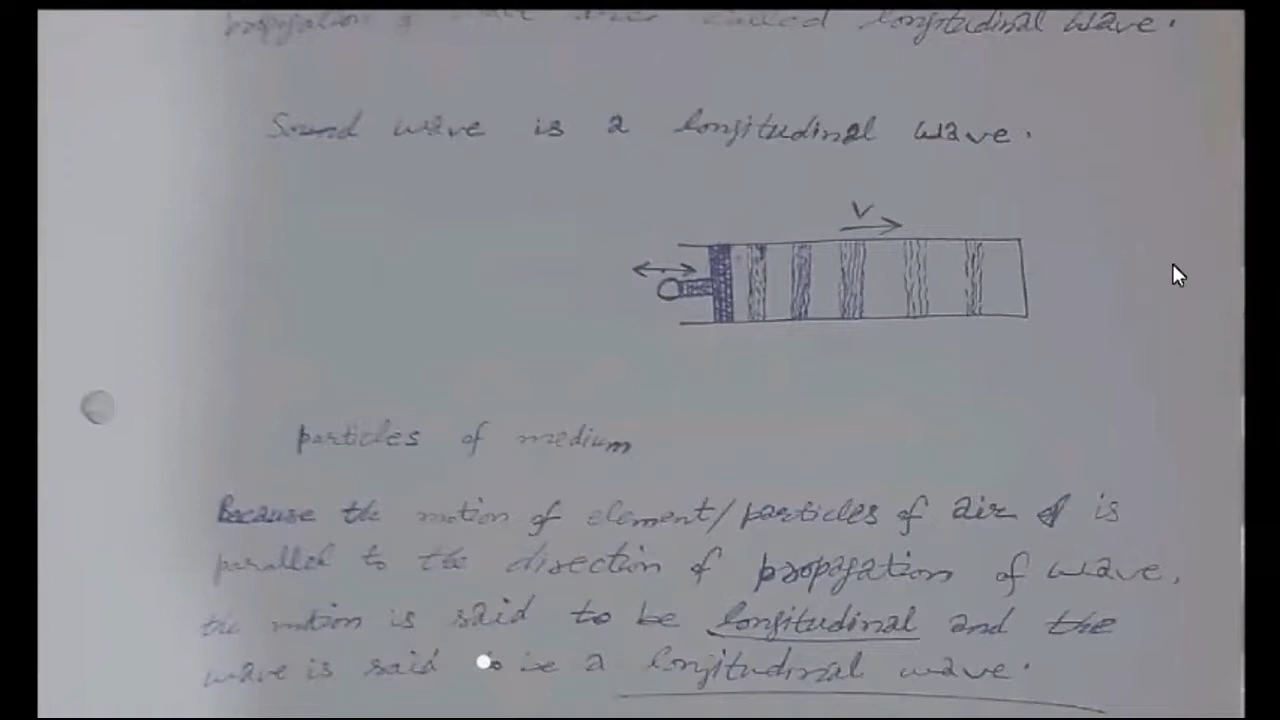 propagation called longitudinal wave.
Sound wave is a longitudinal wave.
V
particles of medium
Because the motion of element/particles of air is
parallel to the direction of propagation of wave,
the motion is said to be longitudinal and the
wave is said to be a longitudinal wave.